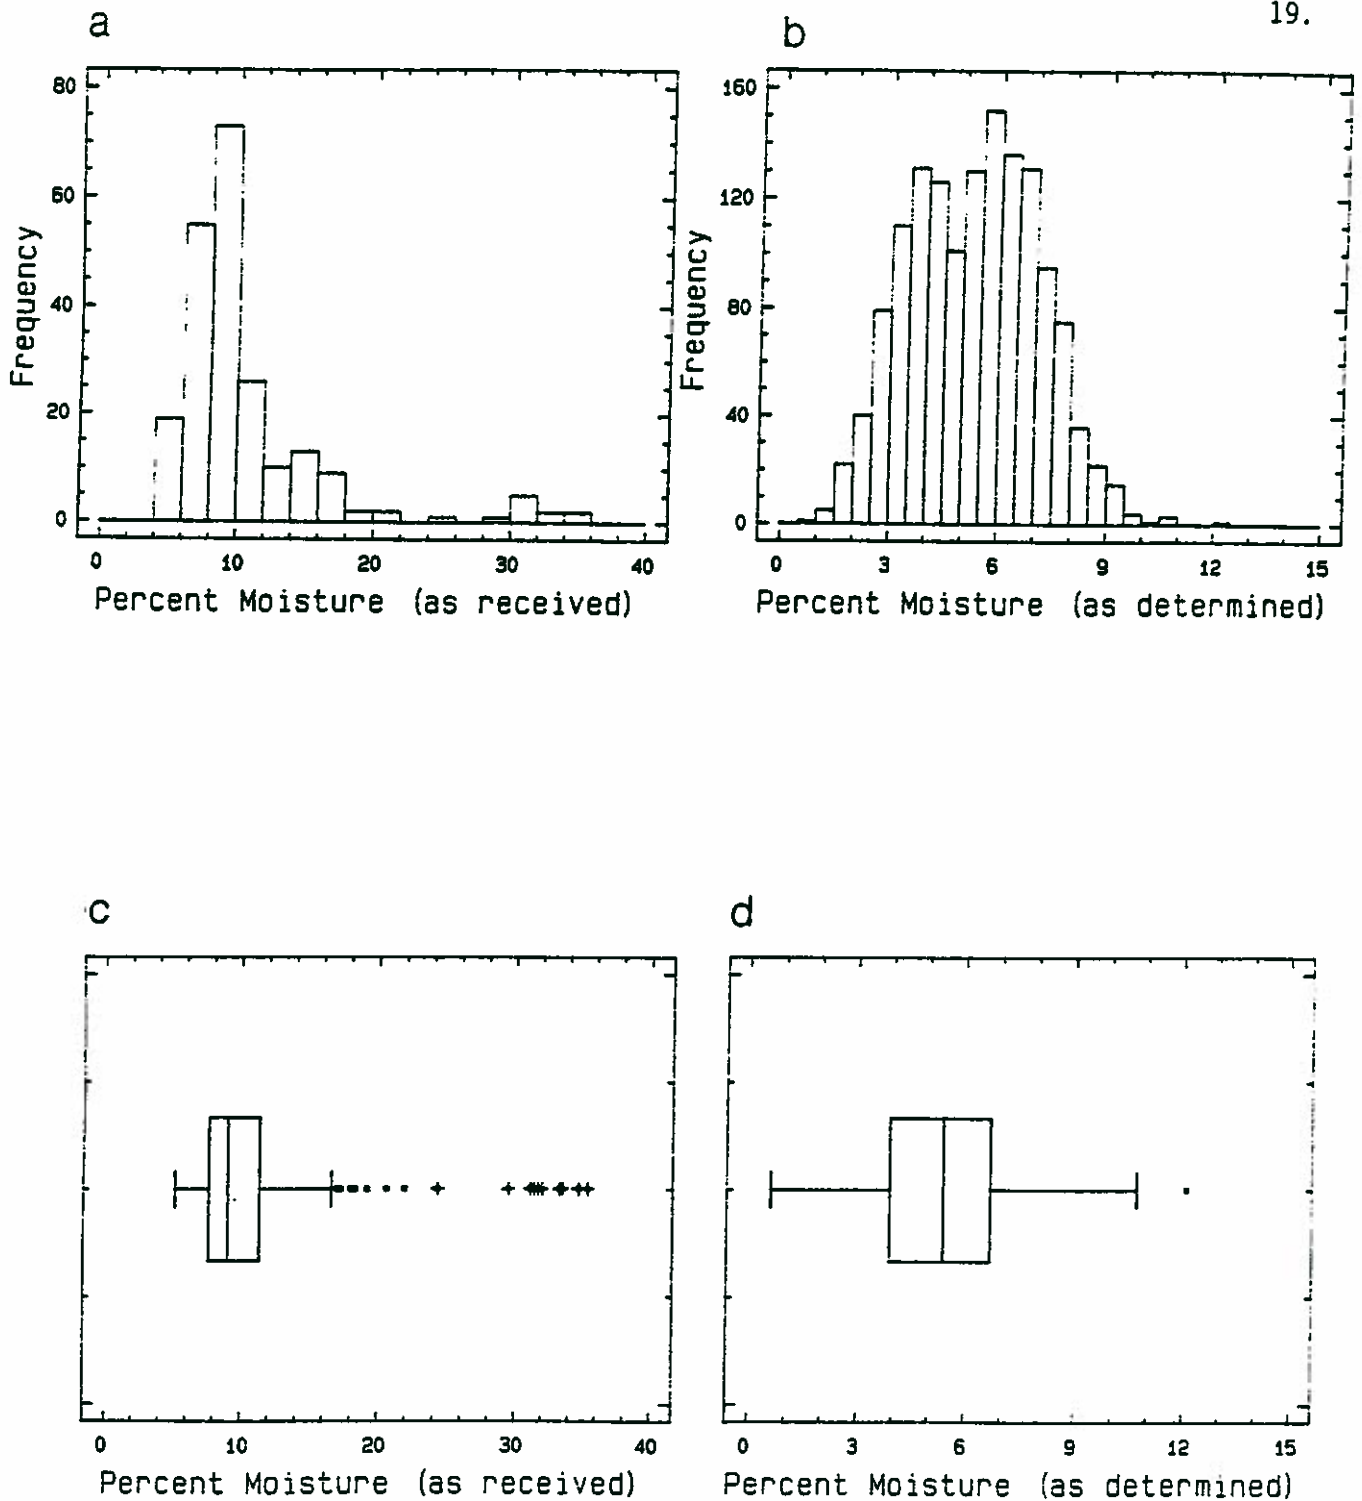 19.
a
80
60
40
20
0
Frequency
0 10 20 30 40
Percent Moisture (as received)
b
160
120
80
40
0
Frequency
0 3 6 9 12 15
Percent Moisture (as determined)
c
0 10 20 30 40
Percent Moisture (as received)
d
0 3 6 9 12 15
Percent Moisture (as determined)